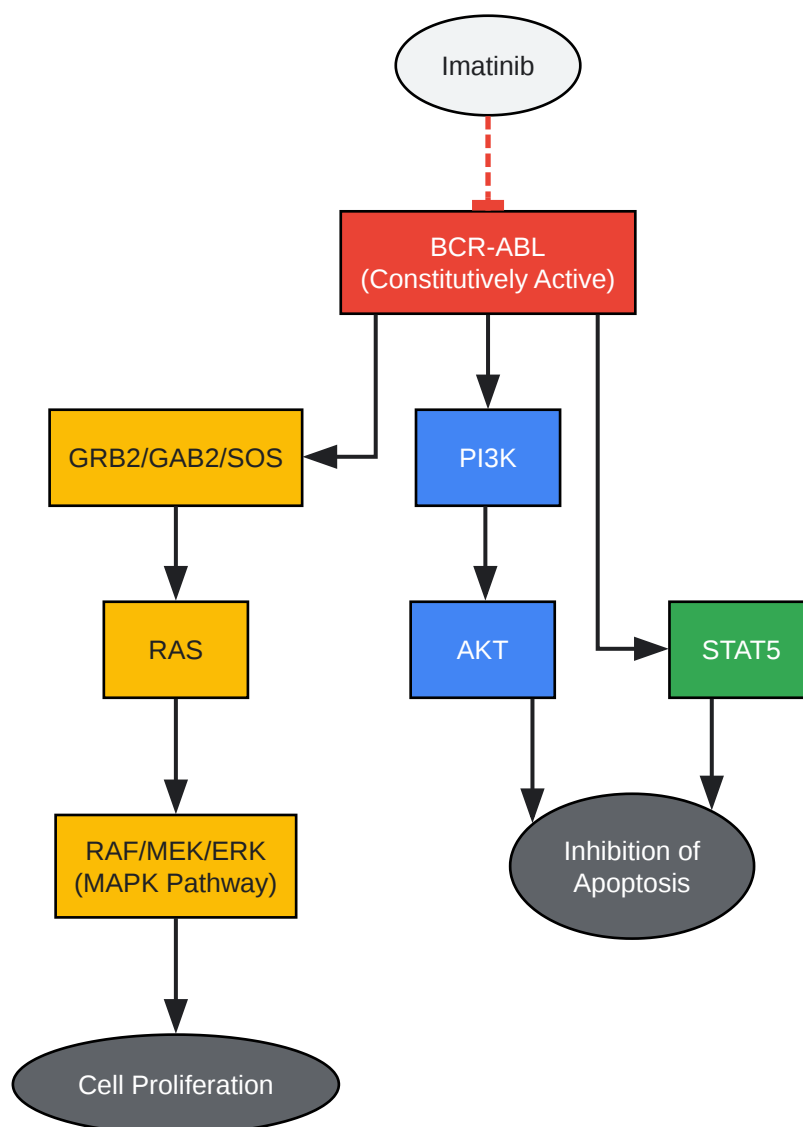 Imatinib
BCR-ABL
(Constitutively Active)
GRB2/GAB2/SOS
PI3K
RAS
AKT
STAT5
RAF/MEK/ERK
(MAPK Pathway)
Inhibition of
Apoptosis
Cell Proliferation